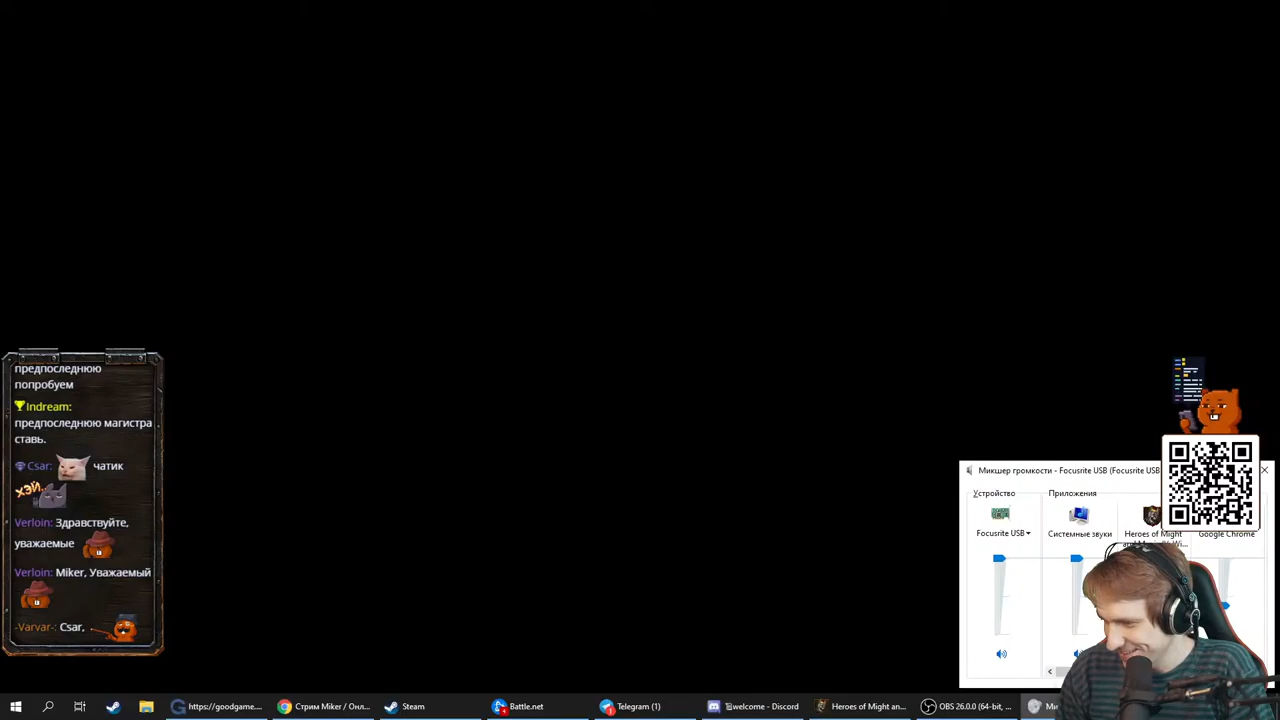 предпоследнюю
попробуем
Indream:
предпоследнюю магистра
ставь.
Csar: чатик
ХЭЙ..
Verloin: Здравствуйте,
уважаемые
Verloin: Miker, Уважаемый
-Varvar-: Csar,
Микшер громкости - Focusrite USB (Focusrite USB
Устройство
Приложения
Focusrite USB
Системные звуки
Heroes of Might
Google Chrome
https://goodgame....
Стрим Miker / Онл...
Steam
Battle.net
Telegram (1)
welcome - Discord
Heroes of Might an...
OBS 26.0.0 (64-bit, ...